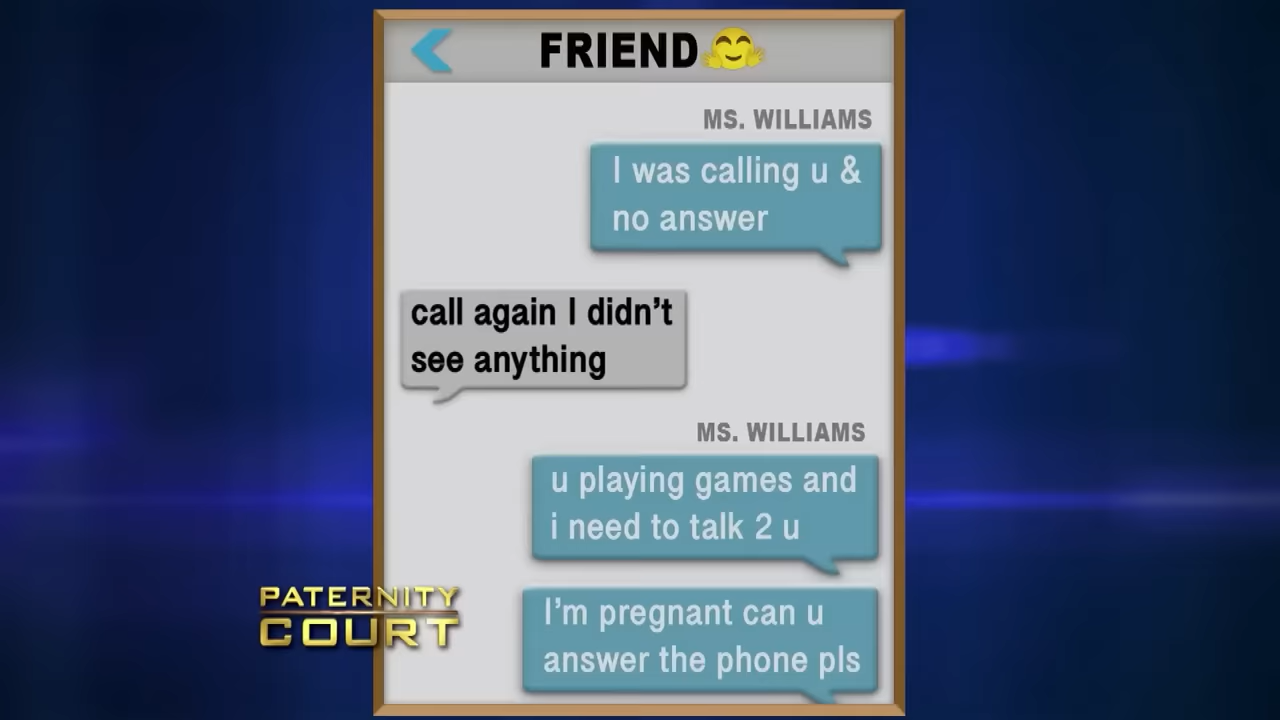 FRIEND🤗
MS. WILLIAMS
I was calling u &
no answer
call again I didn't
see anything
MS. WILLIAMS
u playing games and
i need to talk 2 u
I'm pregnant can u
answer the phone pls
PATERNITY
COURT